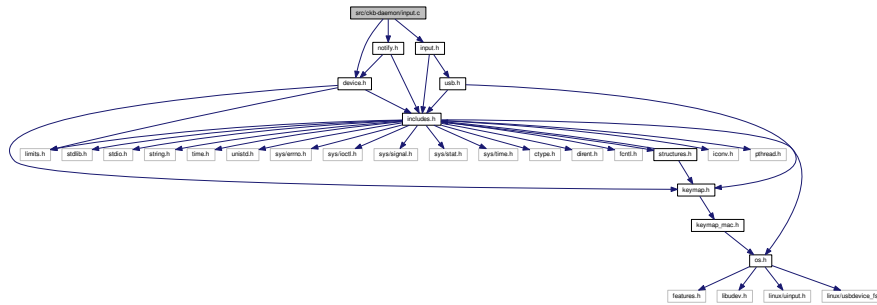 src/ckb-daemon/input.c
notify.h
input.h
device.h
usb.h
includes.h
limits.h
stdlib.h
stdio.h
string.h
time.h
unistd.h
sys/errno.h
sys/ioctl.h
sys/signal.h
sys/stat.h
sys/time.h
ctype.h
dirent.h
fcntl.h
structures.h
iconv.h
pthread.h
keymap.h
keymap_mac.h
os.h
features.h
libudev.h
linux/uinput.h